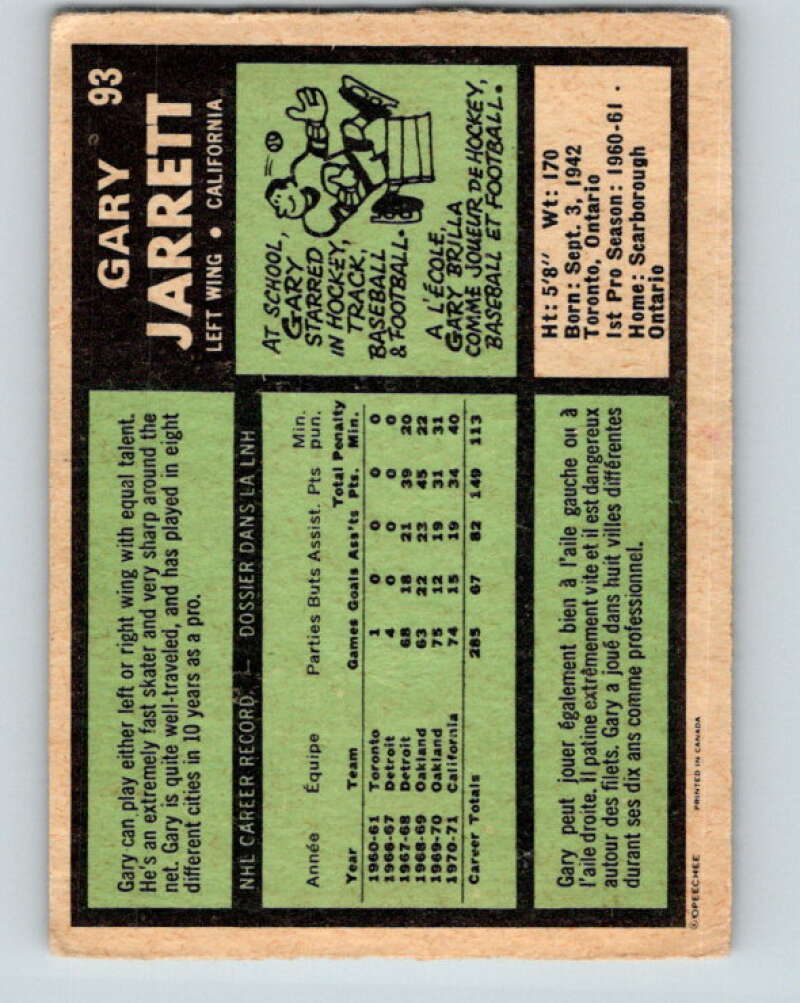 GARY 93
JARRETT
LEFT WING • CALIFORNIA
Gary can play either left or right wing with equal talent.
He's an extremely fast skater and very sharp around the
net. Gary is quite well-traveled, and has played in eight
different cities in 10 years as a pro.
AT SCHOOL,
GARY
STARRED
IN HOCKEY,
TRACK,
BASEBALL
& FOOTBALL.
A L'ÉCOLE,
GARY BRILLA
COMME JOUEUR DE HOCKEY,
BASEBALL ET FOOTBALL.
NHL CAREER RECORD. — DOSSIER DANS LA LNH
Année Équipe Parties Buts Assist. Pts Min. pun.
Year Team Games Goals Ass'ts Total Pts. Penalty Min.
1960-61 Toronto 1 0 0 0 0
1966-67 Detroit 4 0 0 0 0
1967-68 Detroit 68 18 21 39 20
1968-69 Oakland 63 22 23 45 22
1969-70 Oakland 75 12 19 31 31
1970-71 California 74 15 19 34 40
Career Totals 285 67 82 149 113
Ht: 5'8" Wt: 170
Born: Sept. 3, 1942
Toronto, Ontario
1st Pro Season: 1960-61 .
Home: Scarborough
Ontario
Gary peut jouer également bien à l'aile gauche ou à
l'aile droite. Il patine extrêmement vite et il est dangereux
autour des filets. Gary a joué dans huit villes différentes
durant ses dix ans comme professionnel.
©OPEECHEE PRINTED IN CANADA